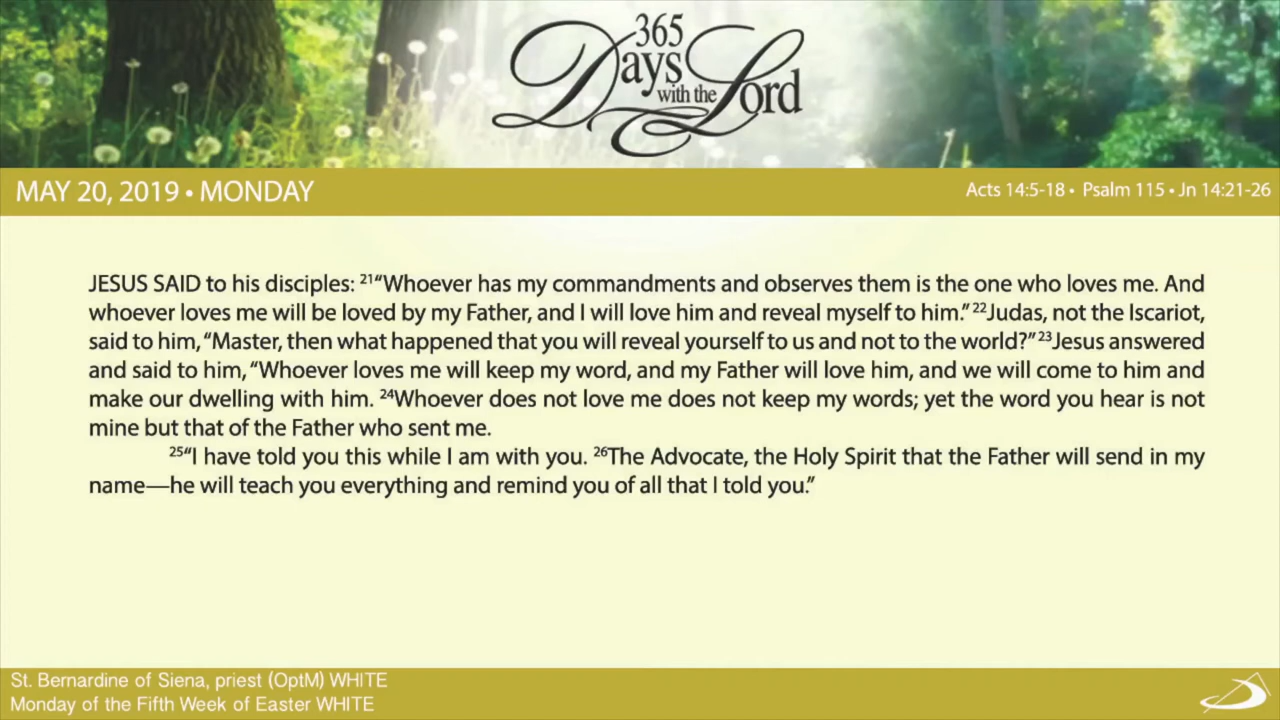 365
Days
with the
Lord
MAY 20, 2019 • MONDAY
Acts 14:5-18 • Psalm 115 • Jn 14:21-26
JESUS SAID to his disciples: ²¹“Whoever has my commandments and observes them is the one who loves me. And
whoever loves me will be loved by my Father, and I will love him and reveal myself to him.” ²²Judas, not the Iscariot,
said to him, “Master, then what happened that you will reveal yourself to us and not to the world?” ²³Jesus answered
and said to him, “Whoever loves me will keep my word, and my Father will love him, and we will come to him and
make our dwelling with him. ²⁴Whoever does not love me does not keep my words; yet the word you hear is not
mine but that of the Father who sent me.
²⁵“I have told you this while I am with you. ²⁶The Advocate, the Holy Spirit that the Father will send in my
name—he will teach you everything and remind you of all that I told you.”
St. Bernardine of Siena, priest (OptM) WHITE
Monday of the Fifth Week of Easter WHITE